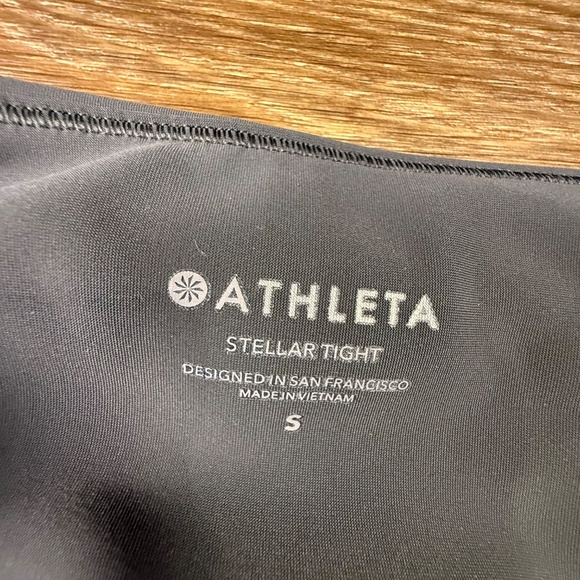 ATHLETA
STELLAR TIGHT
DESIGNED IN SAN FRANCISCO
MADE IN VIETNAM
S